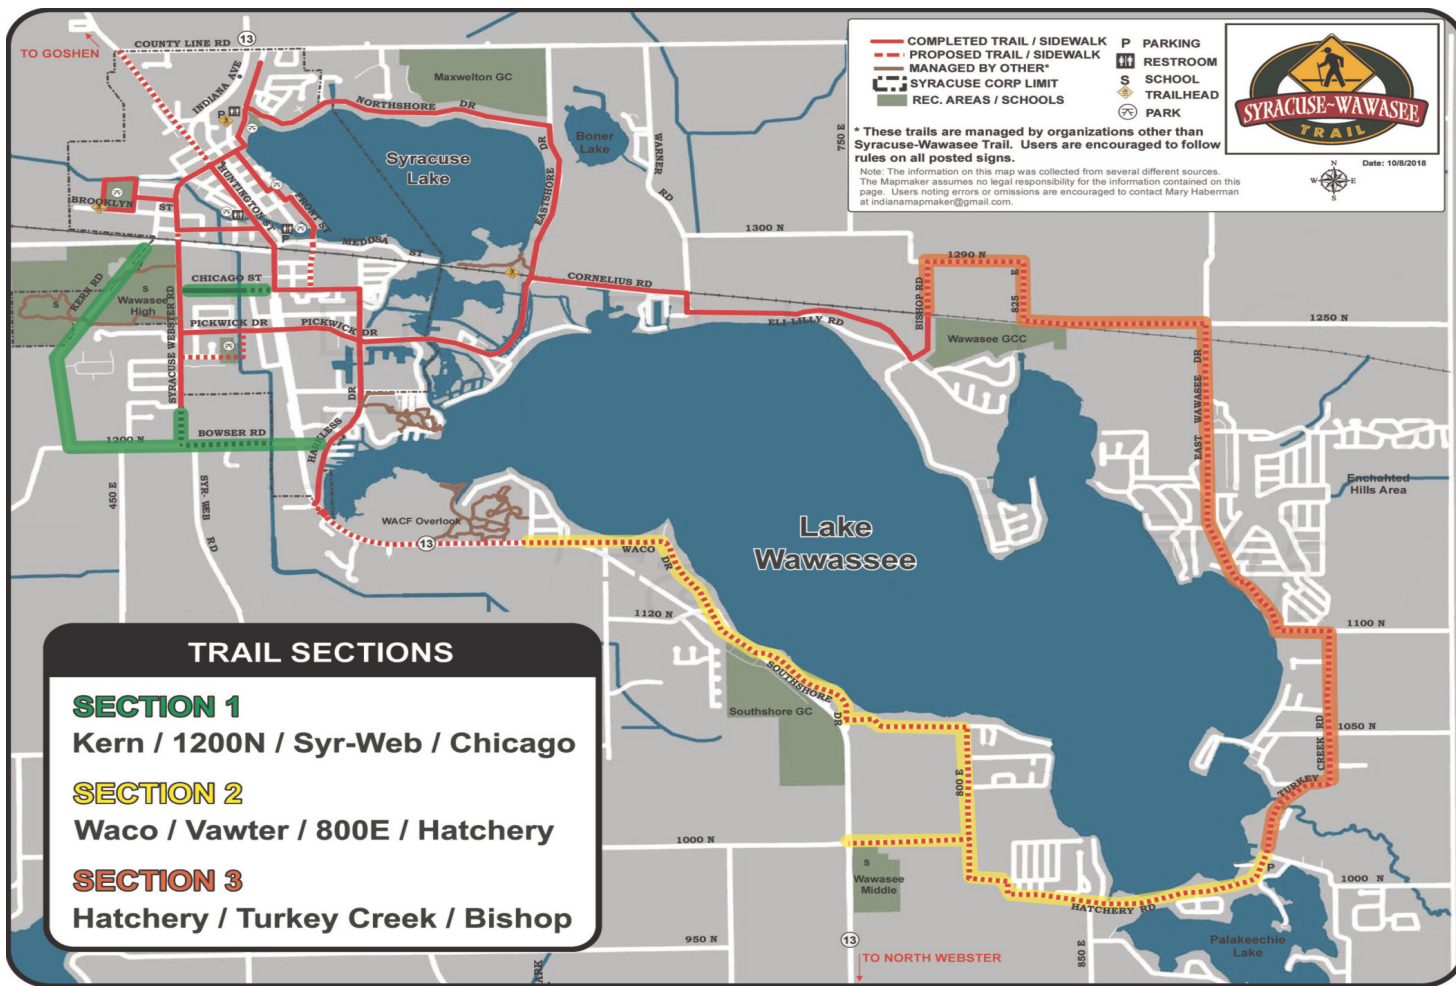 TO GOSHEN
COUNTY LINE RD
13
INDIANA AVE
Maxwelton GC
NORTHSHORE DR
P
Syracuse
Lake
Boner
Lake
EASTSHORE
DR
WARNER
RD
750 E
COMPLETED TRAIL / SIDEWALK
PROPOSED TRAIL / SIDEWALK
MANAGED BY OTHER*
SYRACUSE CORP LIMIT
REC. AREAS / SCHOOLS
P PARKING
RESTROOM
S SCHOOL
TRAILHEAD
PARK
SYRACUSE~WAWASEE
TRAIL
* These trails are managed by organizations other than
Syracuse-Wawasee Trail. Users are encouraged to follow
rules on all posted signs.
Note: The information on this map was collected from several different sources.
The Mapmaker assumes no legal responsibility for the information contained on this
page. Users noting errors or omissions are encouraged to contact Mary Haberman
at indianamapmaker@gmail.com.
Date: 10/8/2018
N
W E
S
BROOKLYN ST
HUNTINGTON ST
FRONT ST
P
MEDUSA ST
1300 N
1290 N
CORNELIUS RD
KERN RD
S
S
Wawasee
High
CHICAGO ST
SYRACUSE WEBSTER RD
PICKWICK DR
PICKWICK DR
ELI LILLY RD
BISHOP RD
825 E
1250 N
Wawasee GCC
EAST WAWASEE DR
HARKLESS
DR
1200 N
BOWSER RD
450 E
SYR. WEB
RD
WACF Overlook
13
WACO
DR
Lake
Wawassee
Enchahted
Hills Area
1120 N
1100 N
SOUTHSHORE
DR
Southshore GC
1050 N
TURKEY
CREEK RD
800 E
1000 N
S
Wawasee
Middle
P
1000 N
HATCHERY RD
950 N
13
850 E
Palakeechie
Lake
TO NORTH WEBSTER
ARK
TRAIL SECTIONS
SECTION 1
Kern / 1200N / Syr-Web / Chicago
SECTION 2
Waco / Vawter / 800E / Hatchery
SECTION 3
Hatchery / Turkey Creek / Bishop